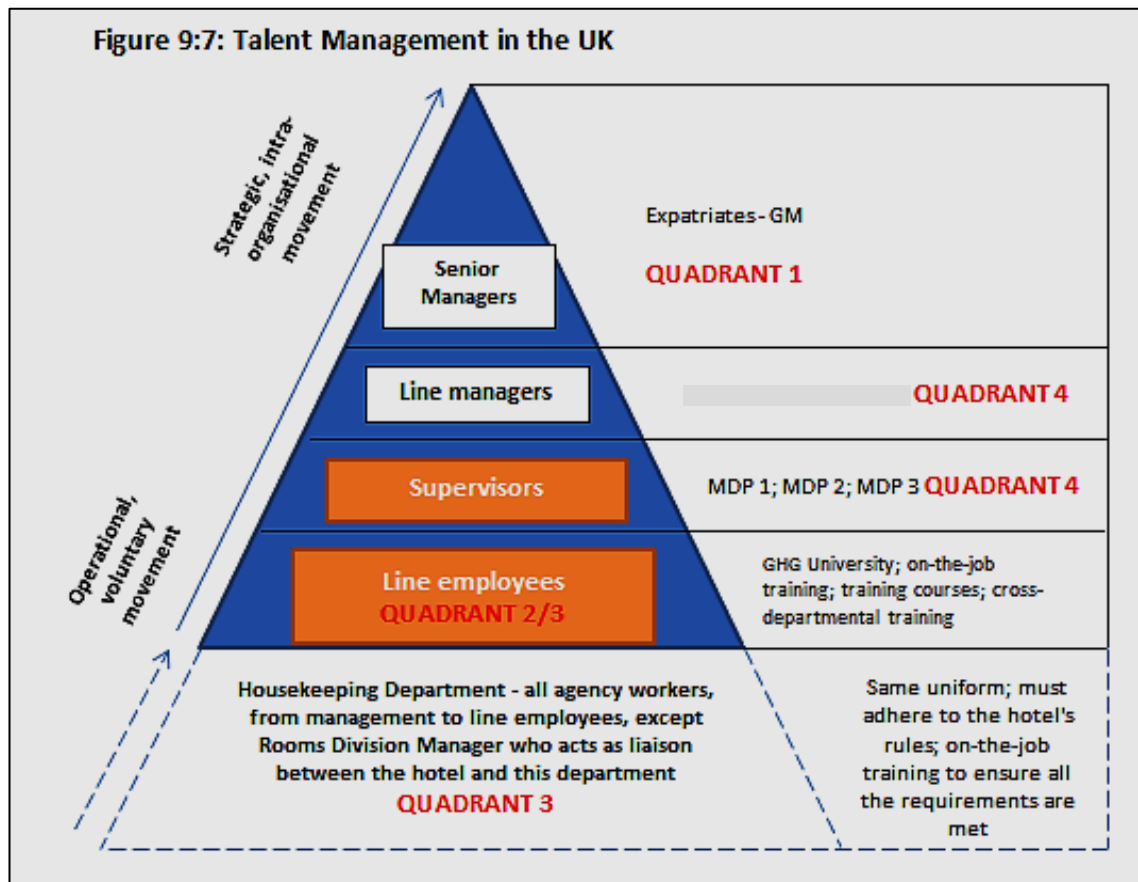 Figure 9:7: Talent Management in the UK
Strategic, intra-
organisational
movement
Operational,
voluntary
movement
Expatriates- GM
QUADRANT 1
Senior
Managers
Line managers
QUADRANT 4
Supervisors
MDP 1; MDP 2; MDP 3 QUADRANT 4
Line employees
QUADRANT 2/3
GHG University; on-the-job
training; training courses; cross-
departmental training
Housekeeping Department - all agency workers,
from management to line employees, except
Rooms Division Manager who acts as liaison
between the hotel and this department
QUADRANT 3
Same uniform; must
adhere to the hotel's
rules; on-the-job
training to ensure all
the requirements are
met